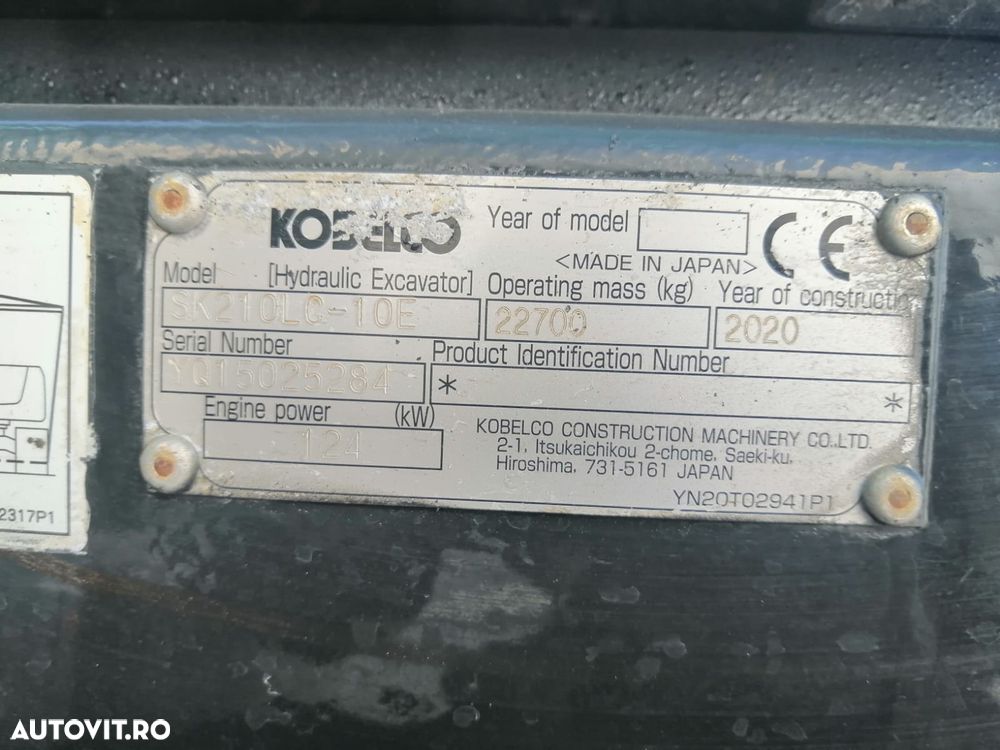 KOBELCO
Year of model
CE
<MADE IN JAPAN>
Model [Hydraulic Excavator]
SK210LC-10E
Operating mass (kg)
22700
Year of constructio
2020
Serial Number
YQ15025284
Product Identification Number
* *
Engine power (kW)
124
KOBELCO CONSTRUCTION MACHINERY CO.,LTD.
2-1, Itsukaichikou 2-chome, Saeki-ku,
Hiroshima, 731-5161 JAPAN
YN20T02941P1
2317P1
AUTOVIT.RO